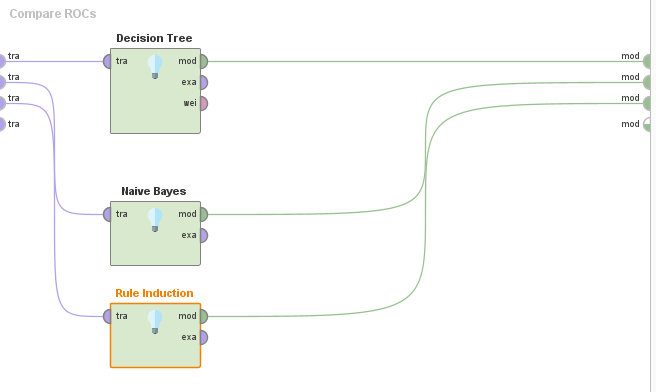 Compare ROCs
Decision Tree
tra tra mod mod
tra exa mod
tra wei mod
tra mod
Naive Bayes
tra mod
exa
Rule Induction
tra mod
exa